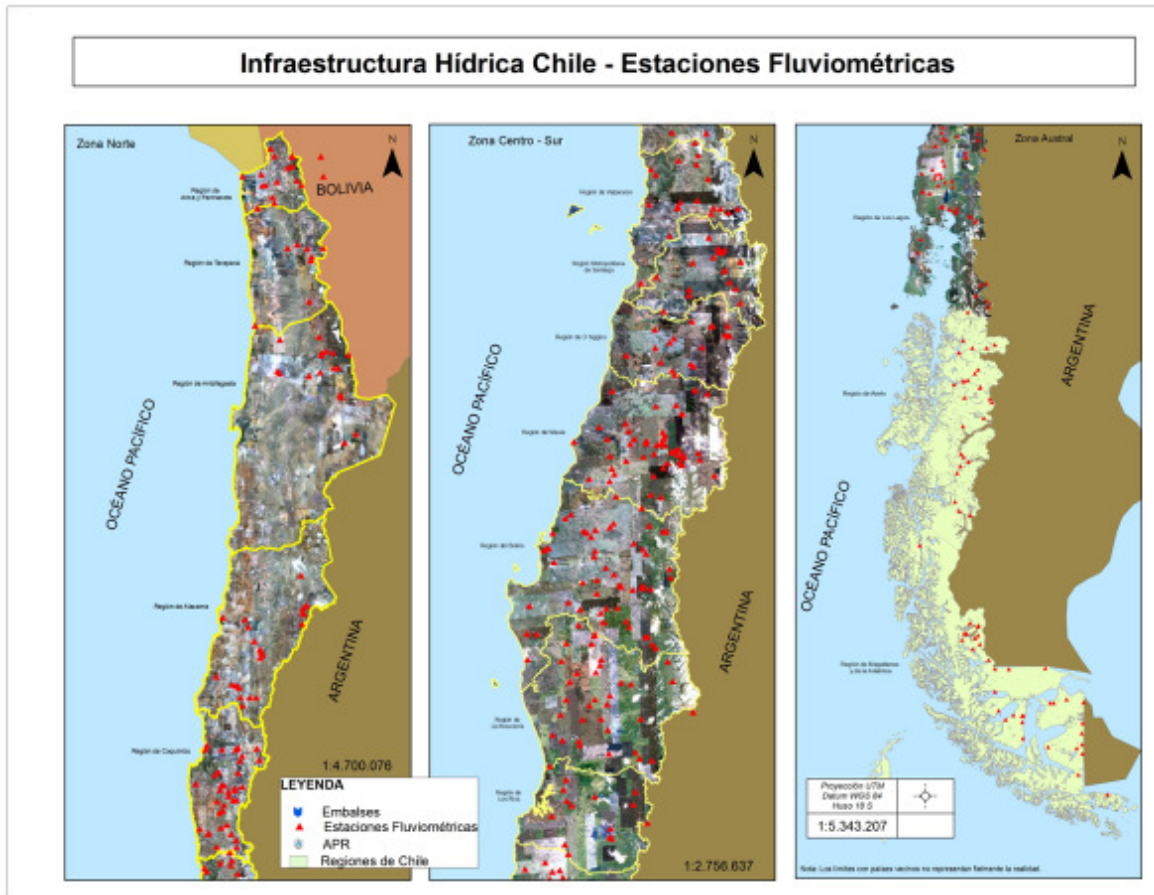 Infraestructura Hídrica Chile - Estaciones Fluviométricas
Zona Norte
N
BOLIVIA
Región de
Arica y Parinacota
Región de Tarapacá
Región de Antofagasta
OCÉANO PACÍFICO
Región de Atacama
ARGENTINA
Región de Coquimbo
1:4.700.076
LEYENDA
Embalses
Estaciones Fluviométricas
APR
Regiones de Chile
Zona Centro - Sur
N
Región de Valparaíso
Región Metropolitana
de Santiago
Región de O'Higgins
OCÉANO PACÍFICO
Región del Maule
Región del Biobío
ARGENTINA
Región de
La Araucanía
Región de
Los Ríos
1:2.756.637
Zona Austral
N
Región de Los Lagos
ARGENTINA
Región de Aysén
OCÉANO PACÍFICO
Región de Magallanes
y de la Antártica
Proyección UTM
Datum WGS 84
Huso 18 S
1:5.343.207
Nota: Los límites con países vecinos no representan fielmente la realidad.